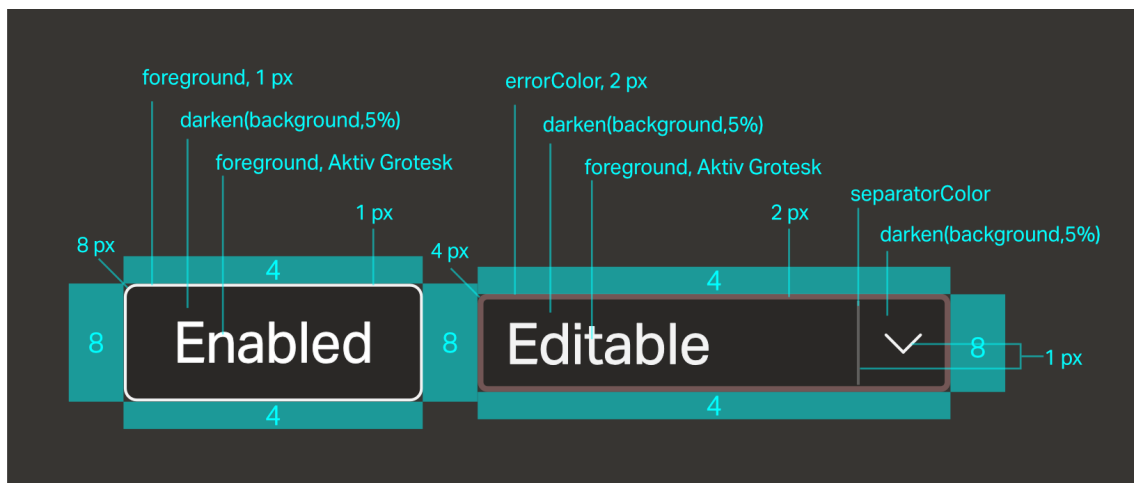 foreground, 1 px
darken(background,5%)
foreground, Aktiv Grotesk
1 px
8 px
4
8
Enabled
8
4
errorColor, 2 px
darken(background,5%)
foreground, Aktiv Grotesk
separatorColor
2 px
darken(background,5%)
4 px
4
Editable
8
1 px
4